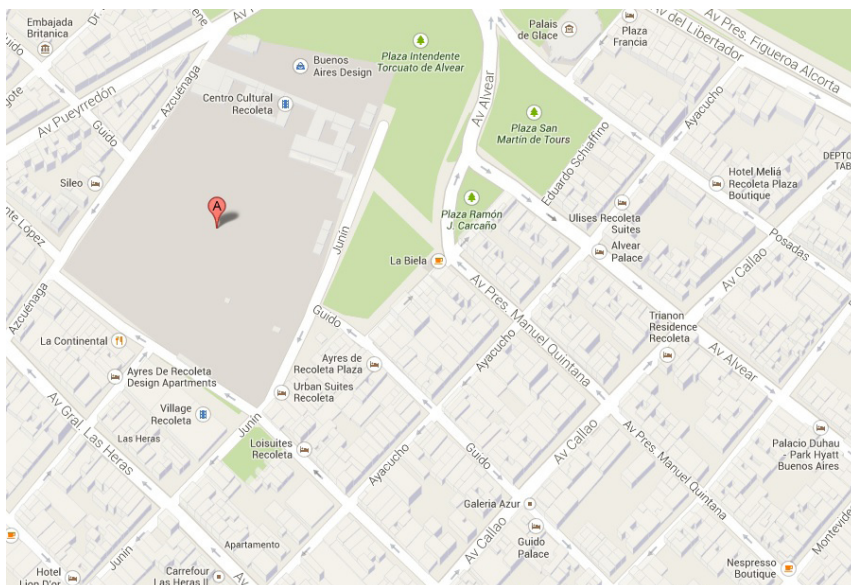 Embajada
Britanica
Guido
Azcuénaga
Av Pueyrredón
Guido
Sileo
Azcuénaga
La Continental
Ayres De Recoleta
Design Apartments
Village
Recoleta
Las Heras
Av Gral. Las Heras
Junín
Hotel
Lion D'or
Carrefour
Las Heras II
Apartamento
Buenos
Aires Design
Centro Cultural
Recoleta
A
Plaza Intendente
Torcuato de Alvear
Junín
La Biela
Guido
Ayres de
Recoleta Plaza
Urban Suites
Recoleta
Junín
Loisuites
Recoleta
Ayacucho
Av Alvear
Palais
de Glace
Plaza
Francia
Av del Libertador
Av Pres. Figueroa Alcorta
Plaza San
Martin de Tours
Eduardo Schiaffino
Plaza Ramón
J. Carcaño
Ayacucho
Hotel Meliá
Recoleta Plaza
Boutique
Ulises Recoleta
Suites
Alvear
Palace
Posadas
Av Callao
Trianon
Residence
Recoleta
Av Alvear
Av Pres. Manuel Quintana
Ayacucho
Av Callao
Guido
Av Pres. Manuel Quintana
Palacio Duhau
Park Hyatt
Buenos Aires
Galeria Azur
Guido
Palace
Av Callao
Nespresso
Boutique